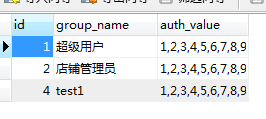 id group_name auth_value
1 超级用户 1,2,3,4,5,6,7,8,9
2 店铺管理员 1,2,3,4,5,6,7,8,9
4 test1 1,2,3,4,5,6,7,8,9